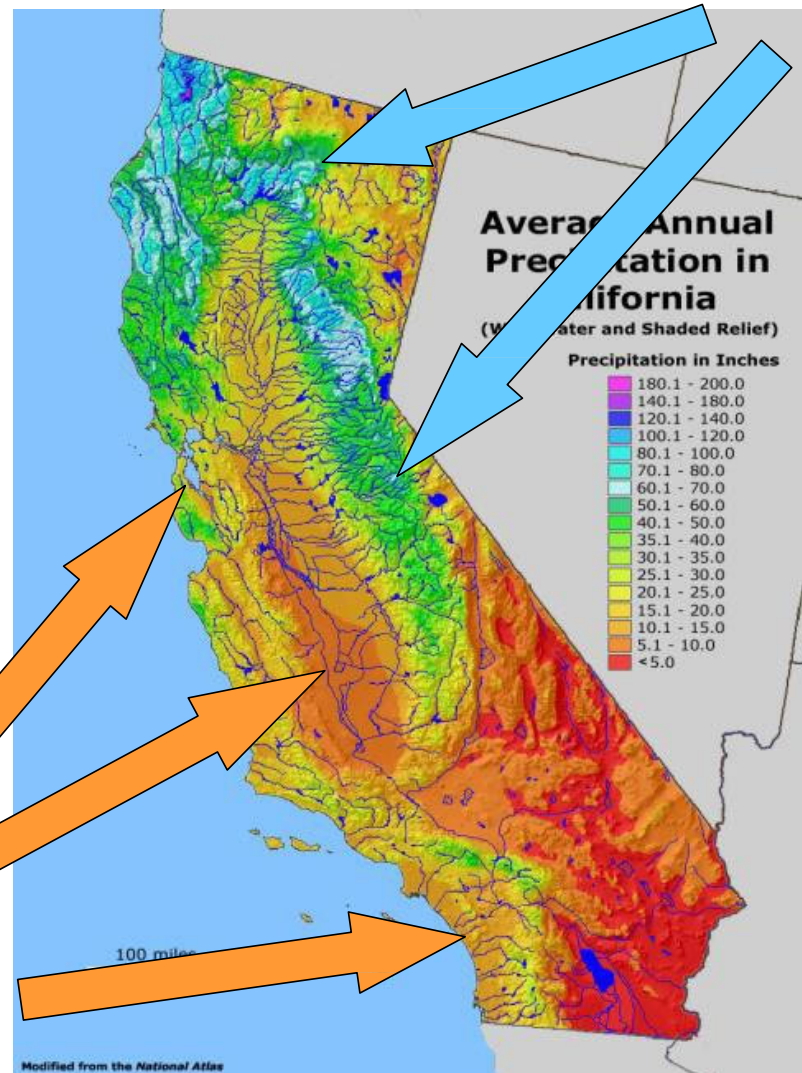 Avera Annual
Prec tation in
lifornia
(W ater and Shaded Relief)
Precipitation in Inches
180.1 - 200.0
140.1 - 180.0
120.1 - 140.0
100.1 - 120.0
80.1 - 100.0
70.1 - 80.0
60.1 - 70.0
50.1 - 60.0
40.1 - 50.0
35.1 - 40.0
30.1 - 35.0
25.1 - 30.0
20.1 - 25.0
15.1 - 20.0
10.1 - 15.0
5.1 - 10.0
<5.0
100 miles
Modified from the National Atlas